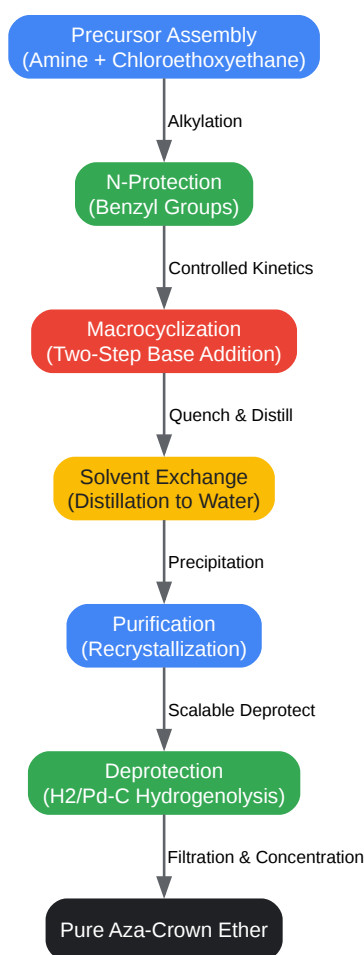 Precursor Assembly
(Amine + Chloroethoxyethane)
Alkylation
N-Protection
(Benzyl Groups)
Controlled Kinetics
Macrocyclization
(Two-Step Base Addition)
Quench & Distill
Solvent Exchange
(Distillation to Water)
Precipitation
Purification
(Recrystallization)
Scalable Deprotect
Deprotection
(H2/Pd-C Hydrogenolysis)
Filtration & Concentration
Pure Aza-Crown Ether